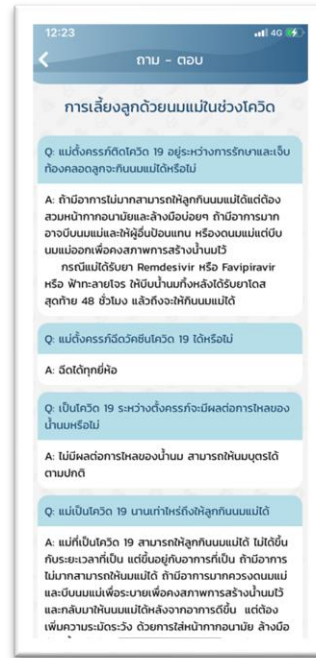 12:23
4G
ถาม - ตอบ
การเลี้ยงลูกด้วยนมแม่ในช่วงโควิด
Q: แม่ตั้งครรภ์ติดโควิด 19 อยู่ระหว่างการรักษาและเจ็บ
ท้องคลอดลูกจะกินนมแม่ได้หรือไม่
A: ถ้ามีอาการไม่มากสามารถให้ลูกกินนมแม่ได้แต่ต้อง
สวมหน้ากากอนามัยและล้างมือบ่อยๆ ถ้ามีอาการมาก
อาจบีบนมแม่และให้ผู้อื่นป้อนแทน หรืองดนมแม่แต่บีบ
นมแม่ออกเพื่อคงสภาพการสร้างน้ำนมไว้
กรณีแม่ได้รับยา Remdesivir หรือ Favipiravir
หรือ ฟ้าทะลายโจร ให้บีบน้ำนมทิ้งหลังได้รับยาโดส
สุดท้าย 48 ชั่วโมง แล้วถึงจะให้กินนมแม่ได้
Q: แม่ตั้งครรภ์ฉีดวัคซีนโควิด 19 ได้หรือไม่
A: ฉีดได้ทุกยี่ห้อ
Q: เป็นโควิด 19 ระหว่างตั้งครรภ์จะมีผลต่อการไหลของ
น้ำนมหรือไม่
A: ไม่มีผลต่อการไหลของน้ำนม สามารถให้นมบุตรได้
ตามปกติ
Q: แม่เป็นโควิด 19 นานเท่าไหร่ถึงให้ลูกกินนมแม่ได้
A: แม่ที่เป็นโควิด 19 สามารถให้ลูกกินนมแม่ได้ ไม่ได้ขึ้น
กับระยะเวลาที่เป็น แต่ขึ้นอยู่กับอาการที่เป็น ถ้ามีอาการ
ไม่มากสามารถให้นมแม่ได้ ถ้ามีอาการมากควรงดนมแม่
และบีบนมแม่เพื่อระบายเพื่อคงสภาพการสร้างน้ำนมไว้
และกลับมาให้นมแม่ได้หลังจากอาการดีขึ้น แต่ต้อง
เพิ่มความระมัดระวัง ด้วยการใส่หน้ากากอนามัย ล้างมือ